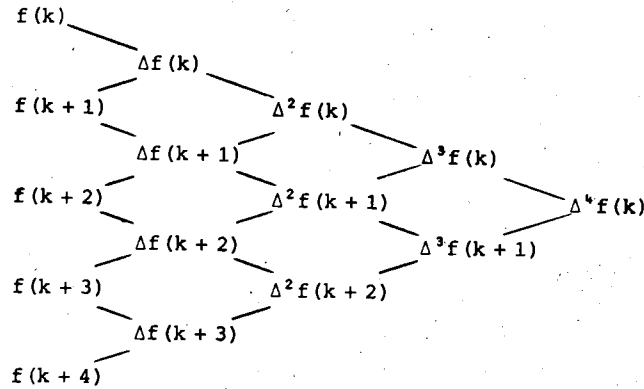 f(k)
Δf(k)
f(k + 1)
Δ²f(k)
Δf(k + 1)
Δ³f(k)
f(k + 2)
Δ²f(k + 1)
Δ⁴f(k)
Δf(k + 2)
Δ³f(k + 1)
f(k + 3)
Δ²f(k + 2)
Δf(k + 3)
f(k + 4)